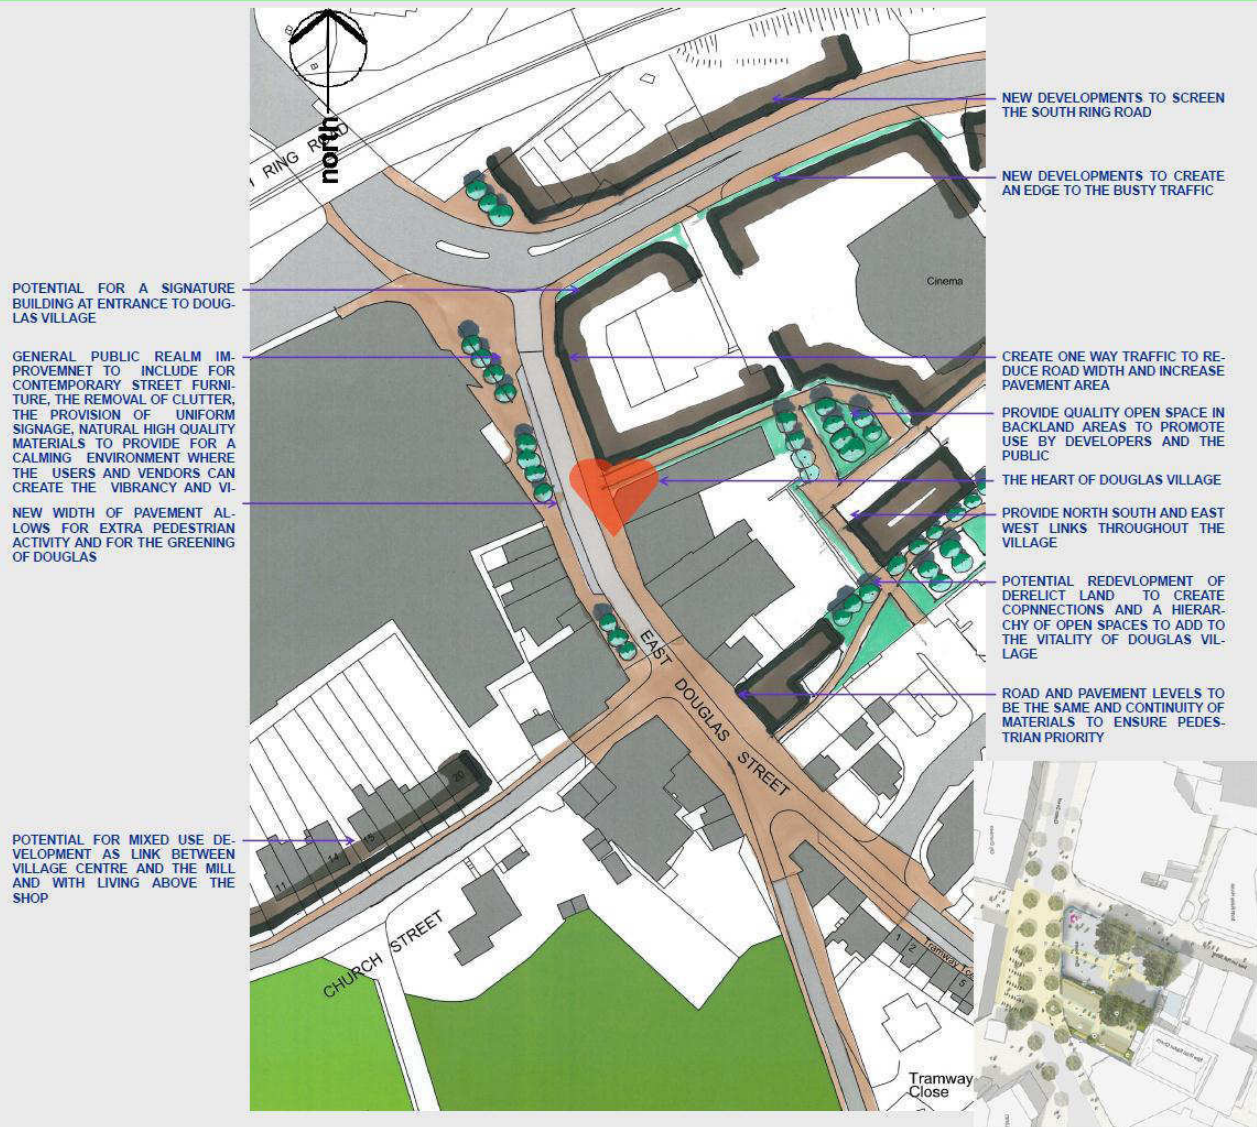 north
RING ROAD
NEW DEVELOPMENTS TO SCREEN
THE SOUTH RING ROAD
NEW DEVELOPMENTS TO CREATE
AN EDGE TO THE BUSTY TRAFFIC
Cinema
POTENTIAL FOR A SIGNATURE
BUILDING AT ENTRANCE TO DOUG-
LAS VILLAGE
GENERAL PUBLIC REALM IM-
PROVEMNET TO INCLUDE FOR
CONTEMPORARY STREET FURNI-
TURE, THE REMOVAL OF CLUTTER,
THE PROVISION OF UNIFORM
SIGNAGE, NATURAL HIGH QUALITY
MATERIALS TO PROVIDE FOR A
CALMING ENVIRONMENT WHERE
THE USERS AND VENDORS CAN
CREATE THE VIBRANCY AND VI-
NEW WIDTH OF PAVEMENT AL-
LOWS FOR EXTRA PEDESTRIAN
ACTIVITY AND FOR THE GREENING
OF DOUGLAS
CREATE ONE WAY TRAFFIC TO RE-
DUCE ROAD WIDTH AND INCREASE
PAVEMENT AREA
PROVIDE QUALITY OPEN SPACE IN
BACKLAND AREAS TO PROMOTE
USE BY DEVELOPERS AND THE
PUBLIC
THE HEART OF DOUGLAS VILLAGE
PROVIDE NORTH SOUTH AND EAST
WEST LINKS THROUGHOUT THE
VILLAGE
POTENTIAL REDEVLOPMENT OF
DERELICT LAND TO CREATE
COPNNECTIONS AND A HIERAR-
CHY OF OPEN SPACES TO ADD TO
THE VITALITY OF DOUGLAS VIL-
LAGE
ROAD AND PAVEMENT LEVELS TO
BE THE SAME AND CONTINUITY OF
MATERIALS TO ENSURE PEDES-
TRIAN PRIORITY
EAST DOUGLAS STREET
POTENTIAL FOR MIXED USE DE-
VELOPMENT AS LINK BETWEEN
VILLAGE CENTRE AND THE MILL
AND WITH LIVING ABOVE THE
SHOP
20
15
14
11
CHURCH STREET
1
2
5
Tramway
Tramway
Close